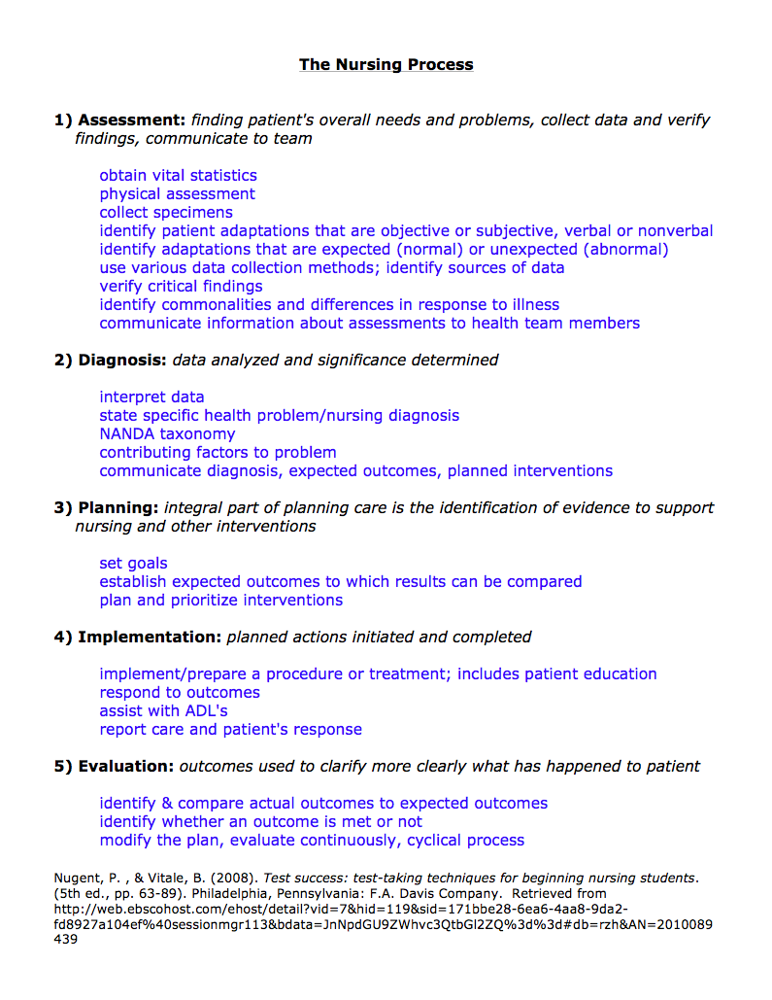 The Nursing Process
1) Assessment: finding patient's overall needs and problems, collect data and verify
findings, communicate to team
obtain vital statistics
physical assessment
collect specimens
identify patient adaptations that are objective or subjective, verbal or nonverbal
identify adaptations that are expected (normal) or unexpected (abnormal)
use various data collection methods; identify sources of data
verify critical findings
identify commonalities and differences in response to illness
communicate information about assessments to health team members
2) Diagnosis: data analyzed and significance determined
interpret data
state specific health problem/nursing diagnosis
NANDA taxonomy
contributing factors to problem
communicate diagnosis, expected outcomes, planned interventions
3) Planning: integral part of planning care is the identification of evidence to support
nursing and other interventions
set goals
establish expected outcomes to which results can be compared
plan and prioritize interventions
4) Implementation: planned actions initiated and completed
implement/prepare a procedure or treatment; includes patient education
respond to outcomes
assist with ADL's
report care and patient's response
5) Evaluation: outcomes used to clarify more clearly what has happened to patient
identify & compare actual outcomes to expected outcomes
identify whether an outcome is met or not
modify the plan, evaluate continuously, cyclical process
Nugent, P. , & Vitale, B. (2008). Test success: test-taking techniques for beginning nursing students.
(5th ed., pp. 63-89). Philadelphia, Pennsylvania: F.A. Davis Company. Retrieved from
http://web.ebscohost.com/ehost/detail?vid=7&hid=119&sid=171bbe28-6ea6-4aa8-9da2-
fd8927a104ef%40sessionmgr113&bdata=JnNpdGU9ZWhvc3QtbGl2ZQ%3d%3d#db=rzh&AN=2010089
439